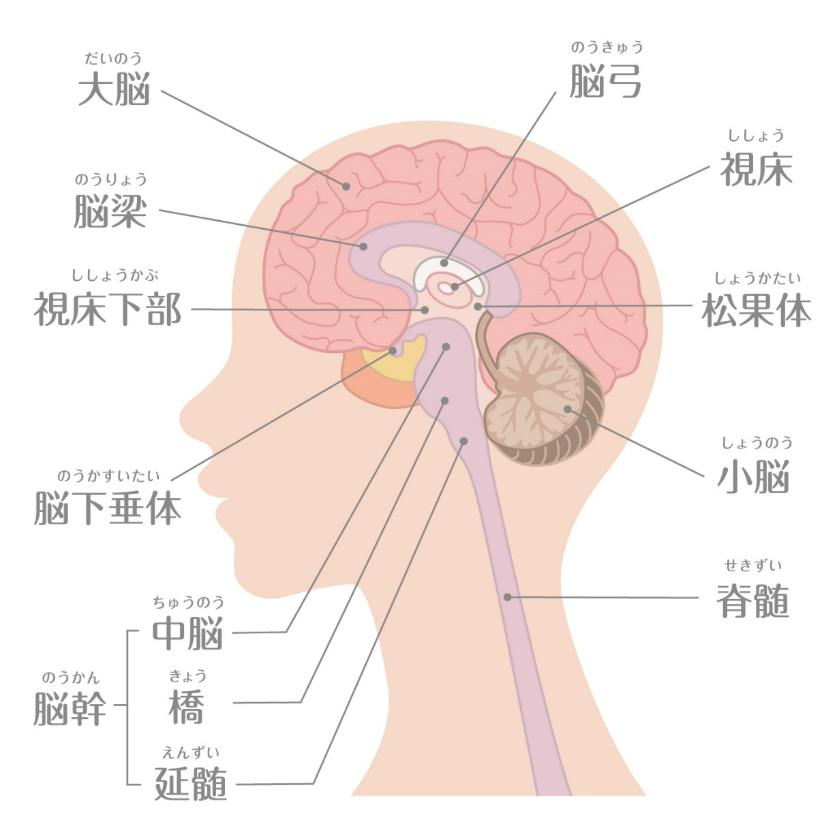 だいのう
大脳
のうりょう
脳梁
ししょうかぶ
視床下部
のうかすいたい
脳下垂体
ちゅうのう
中脳
のうかん
脳幹
きょう
橋
えんずい
延髄
のうきゅう
脳弓
ししょう
視床
しょうかたい
松果体
しょうのう
小脳
せきずい
脊髄